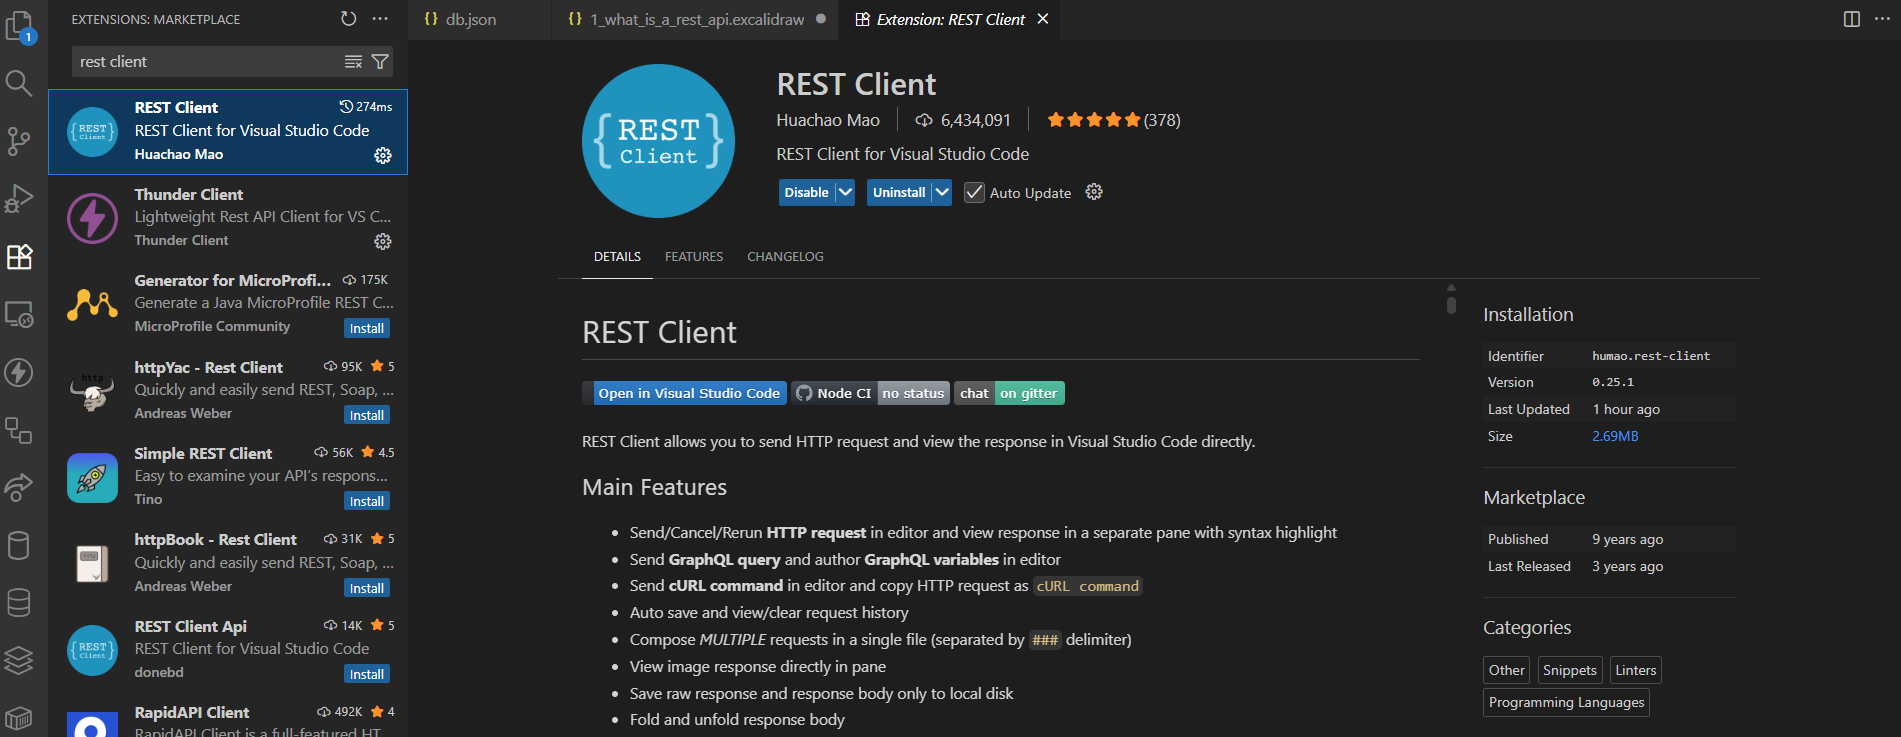 EXTENSIONS: MARKETPLACE
rest client
REST Client
274ms
REST Client for Visual Studio Code
Huachao Mao
Thunder Client
Lightweight Rest API Client for VS C...
Thunder Client
Generator for MicroProfi...
175K
Generate a Java MicroProfile REST C...
MicroProfile Community
Install
httpYac - Rest Client
95K
5
Quickly and easily send REST, Soap, ...
Andreas Weber
Install
Simple REST Client
56K
4.5
Easy to examine your API's respons...
Tino
Install
httpBook - Rest Client
31K
5
Quickly and easily send REST, Soap, ...
Andreas Weber
Install
REST Client Api
14K
5
REST Client for Visual Studio Code
donebd
Install
RapidAPI Client
492K
4
RapidAPI Client is a full-featured HT...
1
{REST Client}
http
{REST Client}
{} db.json
{} 1_what_is_a_rest_api.excalidraw
Extension: REST Client
{REST
Client}
REST Client
Huachao Mao
6,434,091
(378)
REST Client for Visual Studio Code
Disable
Uninstall
Auto Update
DETAILS
FEATURES
CHANGELOG
REST Client
Open in Visual Studio Code
Node CI no status
chat on gitter
REST Client allows you to send HTTP request and view the response in Visual Studio Code directly.
Main Features
• Send/Cancel/Rerun HTTP request in editor and view response in a separate pane with syntax highlight
• Send GraphQL query and author GraphQL variables in editor
• Send cURL command in editor and copy HTTP request as cURL command
• Auto save and view/clear request history
• Compose MULTIPLE requests in a single file (separated by ### delimiter)
• View image response directly in pane
• Save raw response and response body only to local disk
• Fold and unfold response body
Installation
Identifier humao.rest-client
Version 0.25.1
Last Updated 1 hour ago
Size 2.69MB
Marketplace
Published 9 years ago
Last Released 3 years ago
Categories
Other
Snippets
Linters
Programming Languages